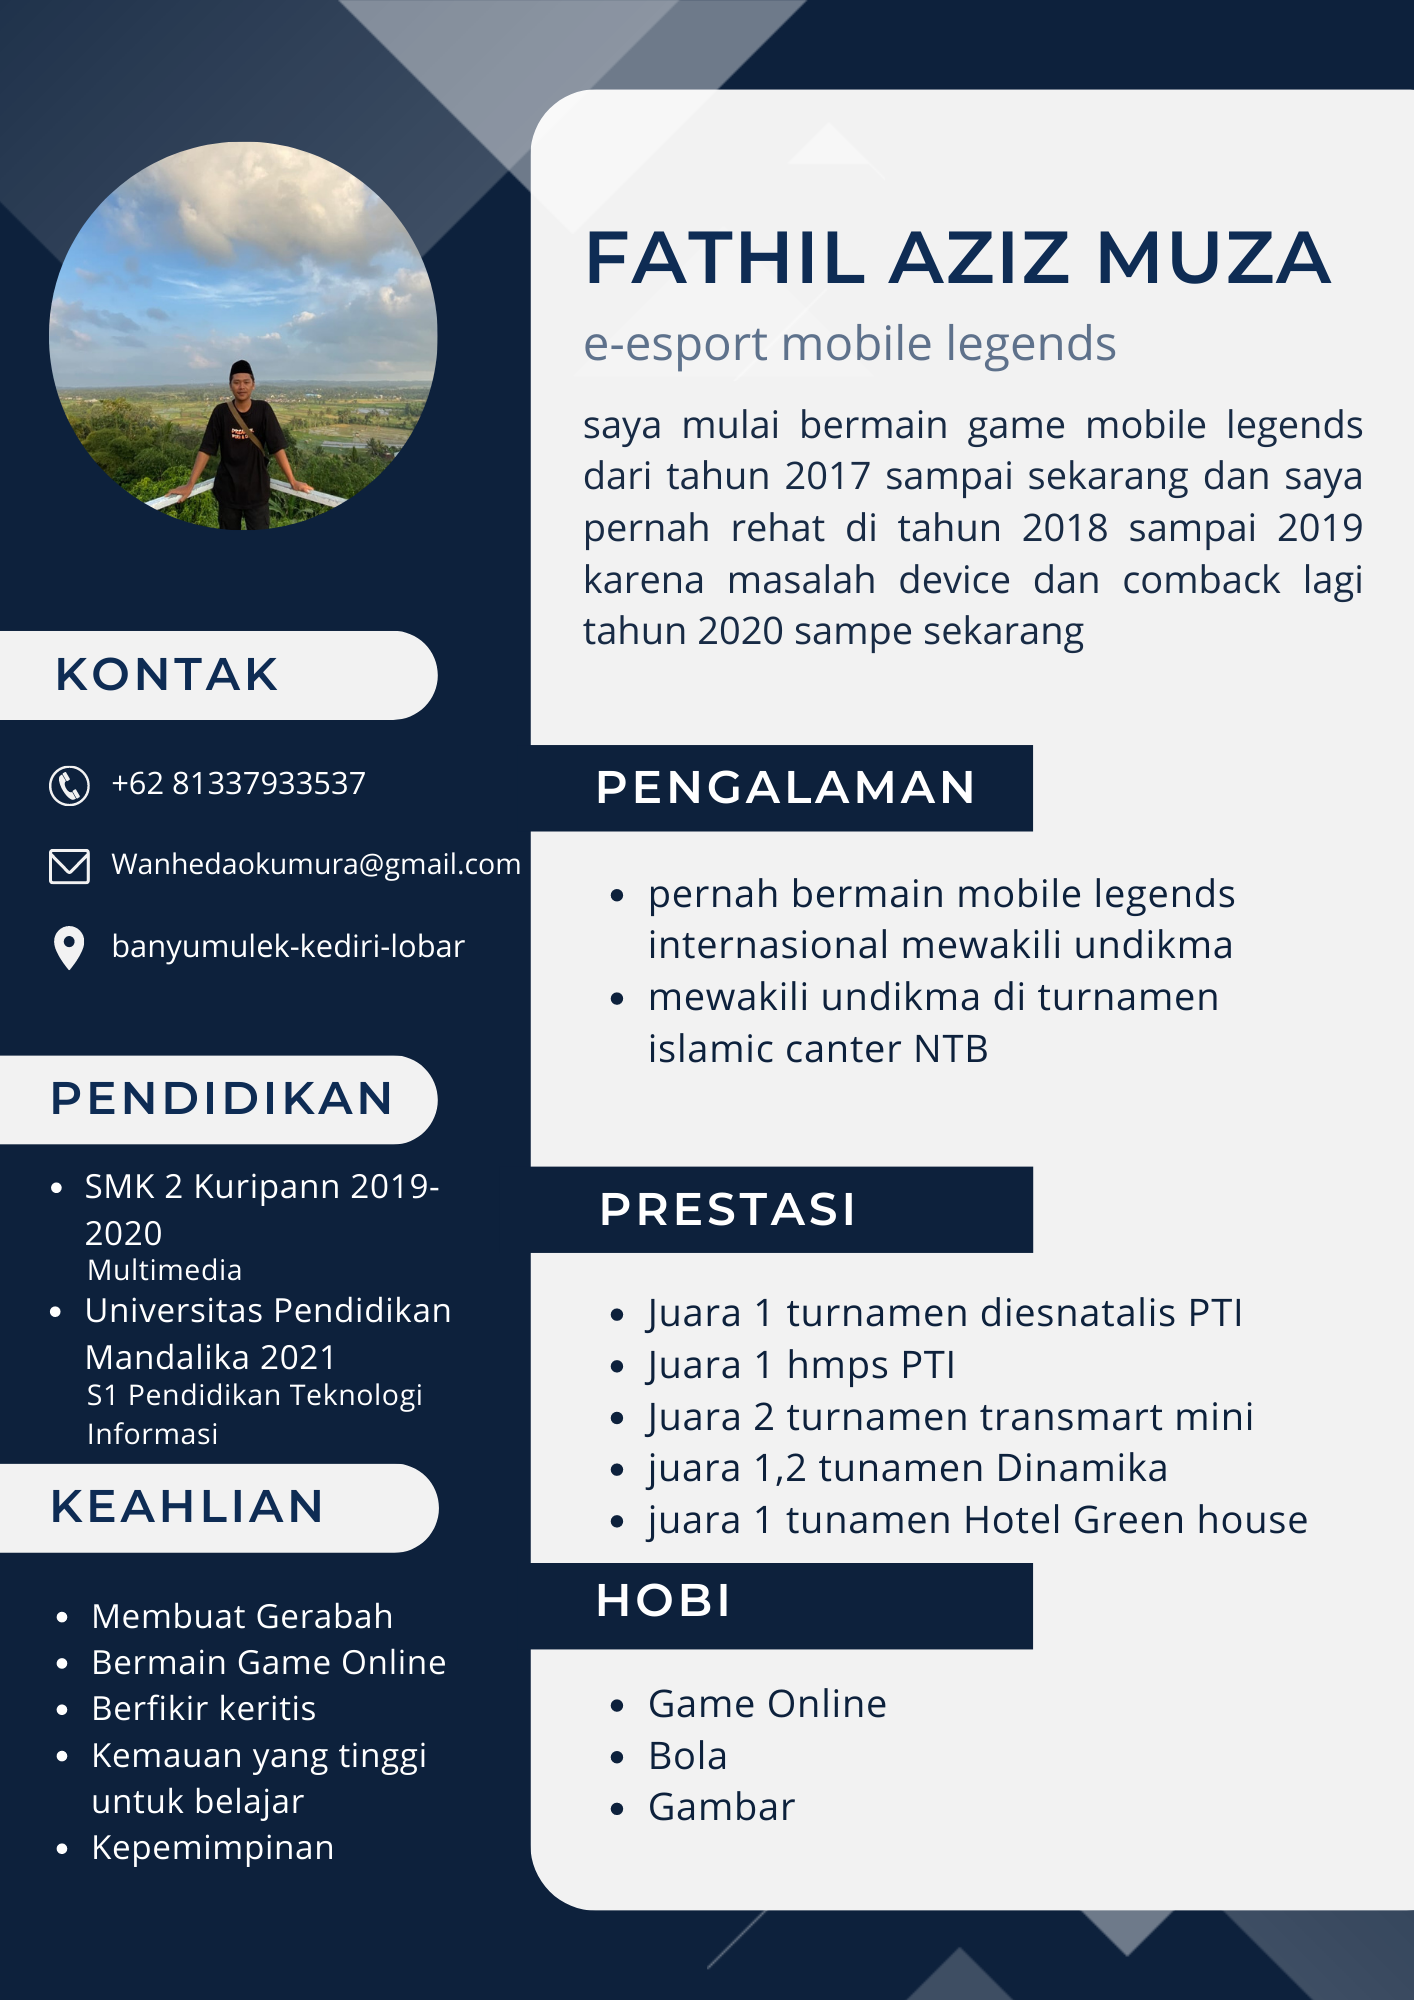 FATHIL AZIZ MUZA
e-esport mobile legends
saya mulai bermain game mobile legends
dari tahun 2017 sampai sekarang dan saya
pernah rehat di tahun 2018 sampai 2019
karena masalah device dan comback lagi
tahun 2020 sampe sekarang
KONTAK
+62 81337933537
Wanhedaokumura@gmail.com
banyumulek-kediri-lobar
PENDIDIKAN
• SMK 2 Kuripann 2019-
2020
Multimedia
• Universitas Pendidikan
Mandalika 2021
S1 Pendidikan Teknologi
Informasi
KEAHLIAN
• Membuat Gerabah
• Bermain Game Online
• Berfikir keritis
• Kemauan yang tinggi
untuk belajar
• Kepemimpinan
PENGALAMAN
• pernah bermain mobile legends
internasional mewakili undikma
• mewakili undikma di turnamen
islamic canter NTB
PRESTASI
• Juara 1 turnamen diesnatalis PTI
• Juara 1 hmps PTI
• Juara 2 turnamen transmart mini
• juara 1,2 tunamen Dinamika
• juara 1 tunamen Hotel Green house
HOBI
• Game Online
• Bola
• Gambar